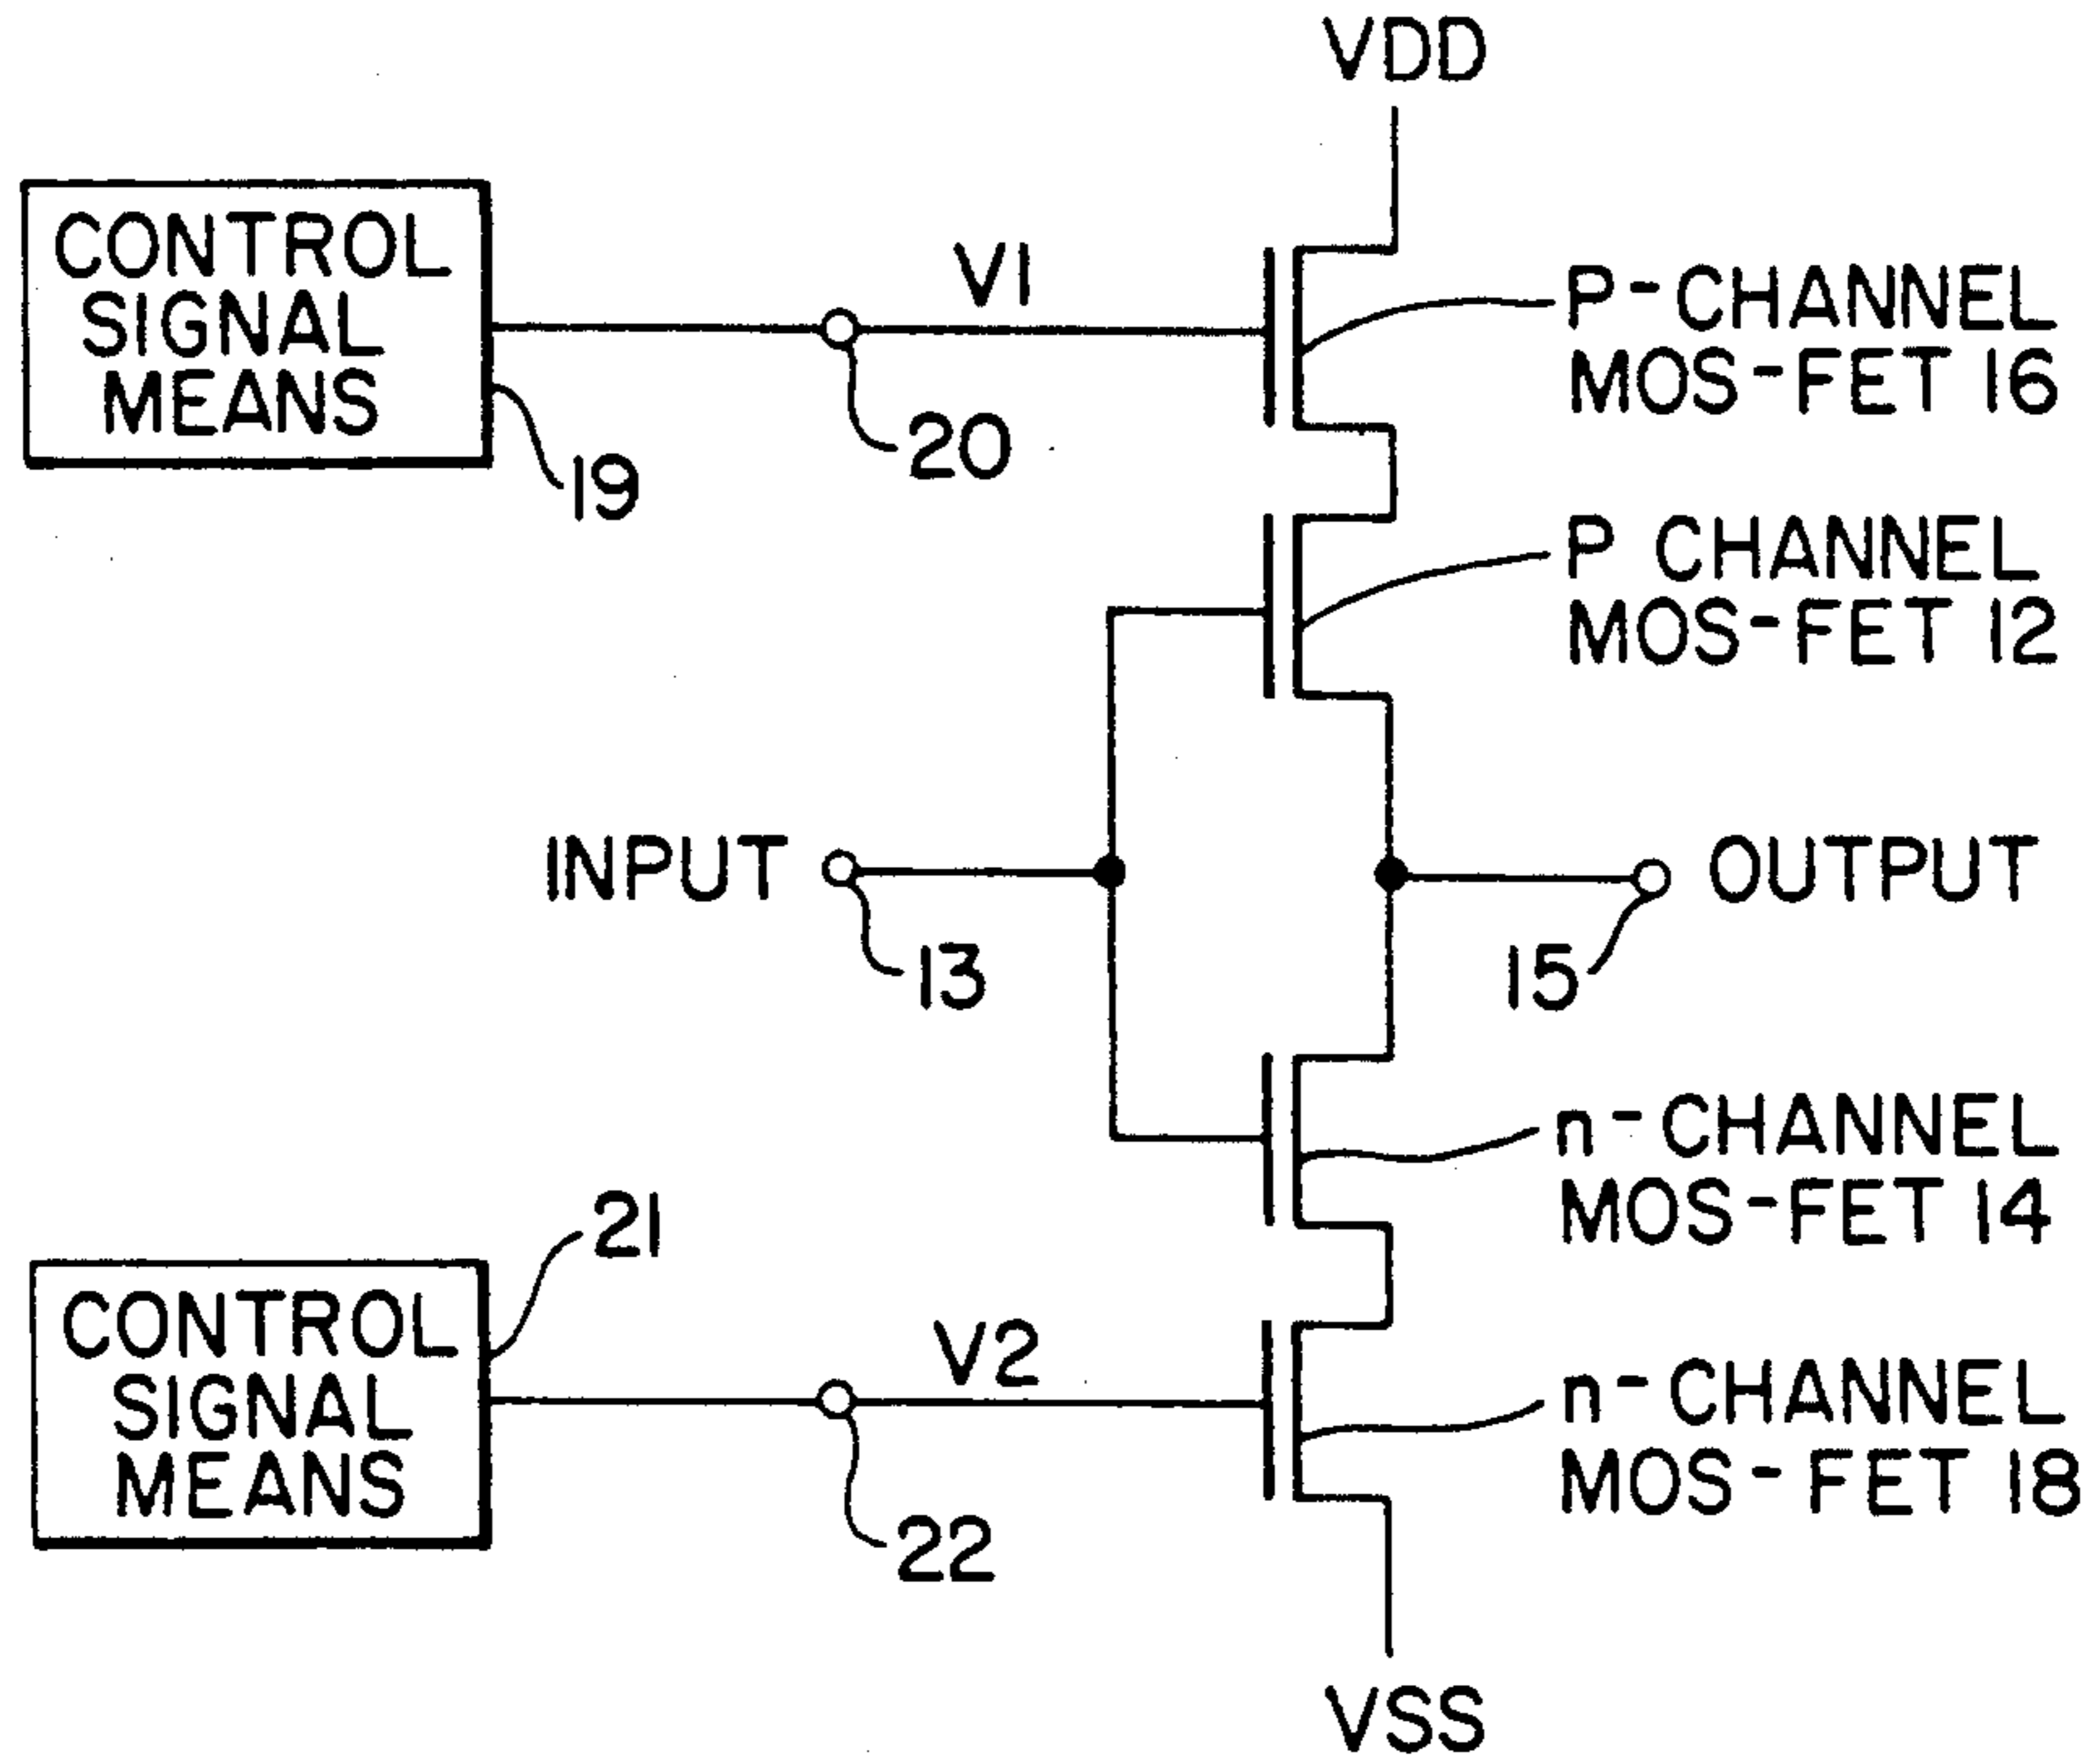 VDD
CONTROL
SIGNAL
MEANS
19
V1
20
P-CHANNEL
MOS-FET 16
P CHANNEL
MOS-FET 12
INPUT
13
OUTPUT
15
n-CHANNEL
MOS-FET 14
21
CONTROL
SIGNAL
MEANS
V2
22
n-CHANNEL
MOS-FET 18
VSS